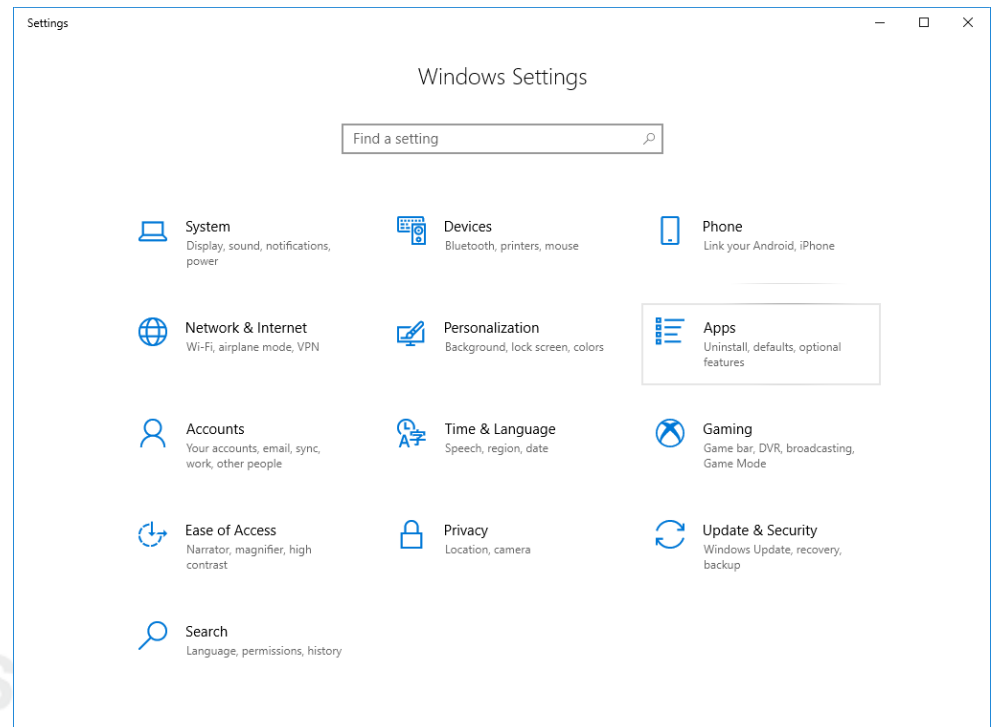 Settings
Windows Settings
Find a setting
System
Display, sound, notifications,
power
Devices
Bluetooth, printers, mouse
Phone
Link your Android, iPhone
Network & Internet
Wi-Fi, airplane mode, VPN
Personalization
Background, lock screen, colors
Apps
Uninstall, defaults, optional
features
Accounts
Your accounts, email, sync,
work, other people
Time & Language
Speech, region, date
Gaming
Game bar, DVR, broadcasting,
Game Mode
Ease of Access
Narrator, magnifier, high
contrast
Privacy
Location, camera
Update & Security
Windows Update, recovery,
backup
Search
Language, permissions, history